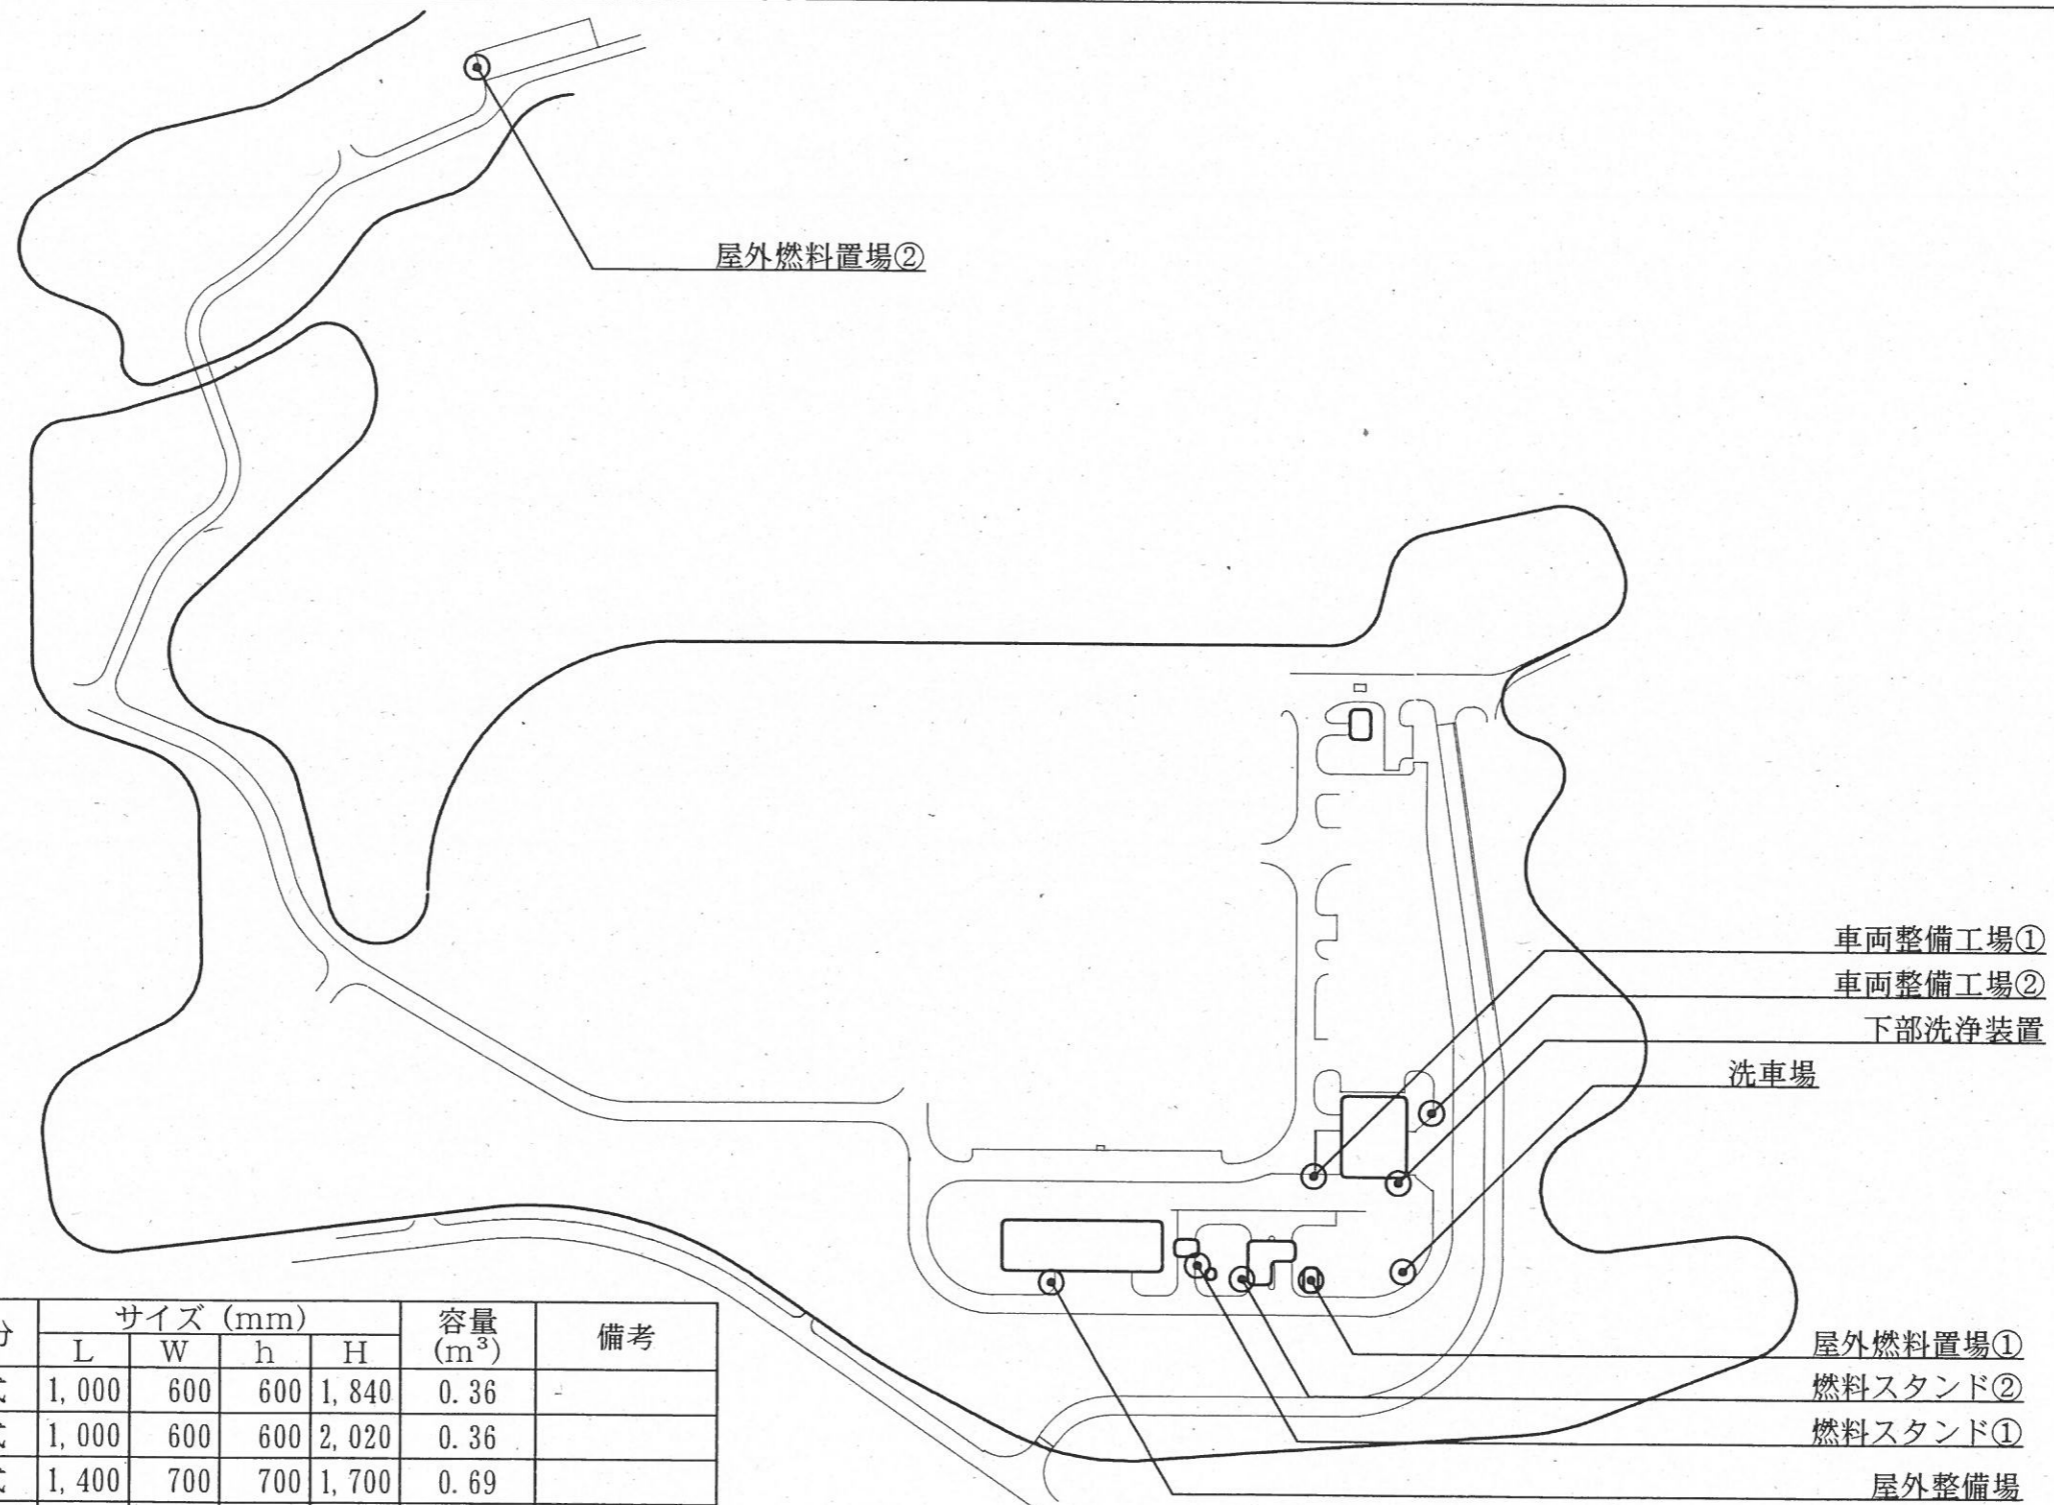 屋外燃料置場②
車両整備工場①
車両整備工場②
下部洗浄装置
洗車場
屋外燃料置場①
燃料スタンド②
燃料スタンド①
屋外整備場
サイズ (mm) 容量 (m³) 備考
L W h H
1,000 600 600 1,840 0.36 -
1,000 600 600 2,020 0.36
1,400 700 700 1,700 0.69